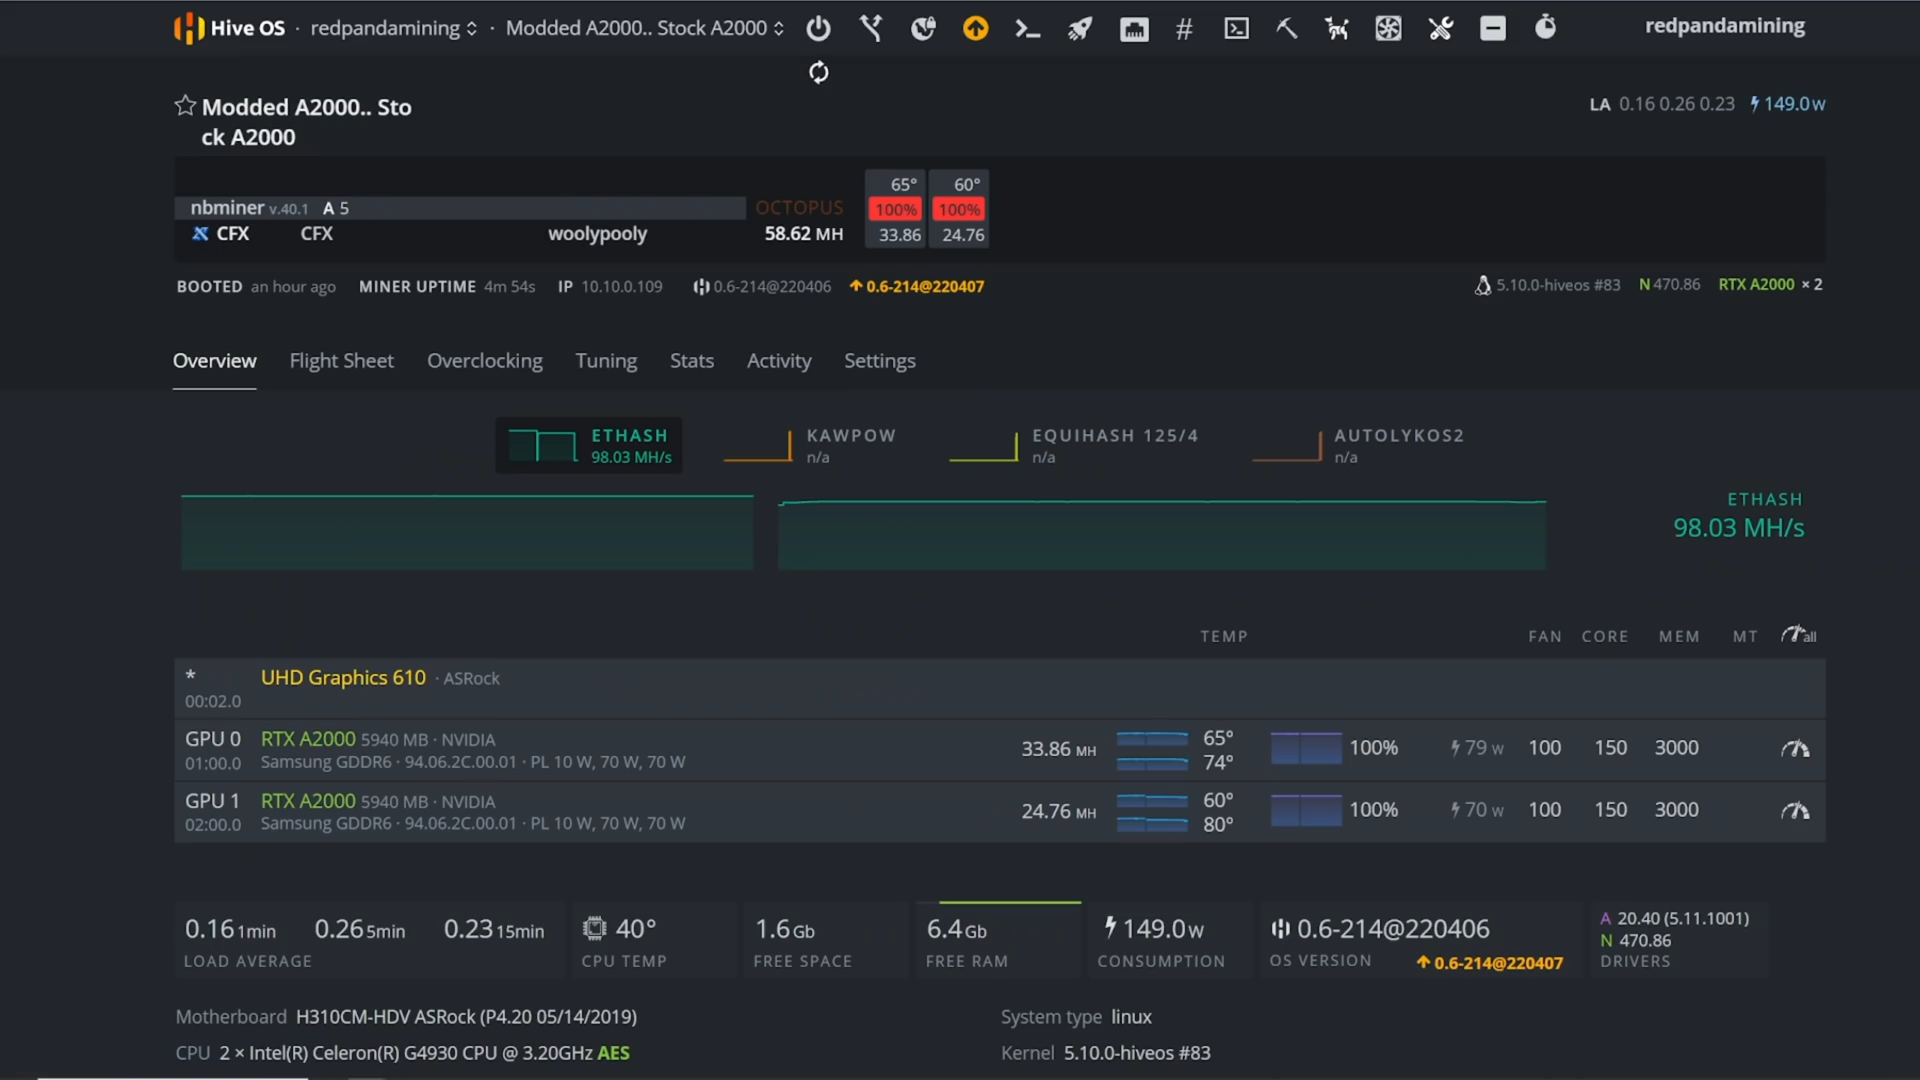 Hive OS · redpandamining · Modded A2000.. Stock A2000 # redpandamining
Modded A2000.. Sto
ck A2000
LA 0.16 0.26 0.23 149.0 W
65° 60°
nbminer v.40.1 A 5 OCTOPUS 100% 100%
CFX CFX woolypooly 58.62 MH 33.86 24.76
BOOTED an hour ago MINER UPTIME 4m 54s IP 10.10.0.109 0.6-214@220406 0.6-214@220407 5.10.0-hiveos #83 N 470.86 RTX A2000 × 2
Overview Flight Sheet Overclocking Tuning Stats Activity Settings
ETHASH KAWPOW EQUIHASH 125/4 AUTOLYKOS2
98.03 MH/s n/a n/a n/a
ETHASH
98.03 MH/s
TEMP FAN CORE MEM MT all
* UHD Graphics 610 · ASRock
00:02.0
GPU 0 RTX A2000 5940 MB · NVIDIA 33.86 MH 65° 100% 79 W 100 150 3000
01:00.0 Samsung GDDR6 · 94.06.2C.00.01 · PL 10 W, 70 W, 70 W 74°
GPU 1 RTX A2000 5940 MB · NVIDIA 24.76 MH 60° 100% 70 W 100 150 3000
02:00.0 Samsung GDDR6 · 94.06.2C.00.01 · PL 10 W, 70 W, 70 W 80°
0.16 1min 0.26 5min 0.23 15min 40° 1.6 Gb 6.4 Gb 149.0 W 0.6-214@220406 A 20.40 (5.11.1001)
N 470.86
LOAD AVERAGE CPU TEMP FREE SPACE FREE RAM CONSUMPTION OS VERSION 0.6-214@220407 DRIVERS
Motherboard H310CM-HDV ASRock (P4.20 05/14/2019) System type linux
CPU 2 × Intel(R) Celeron(R) G4930 CPU @ 3.20GHz AES Kernel 5.10.0-hiveos #83